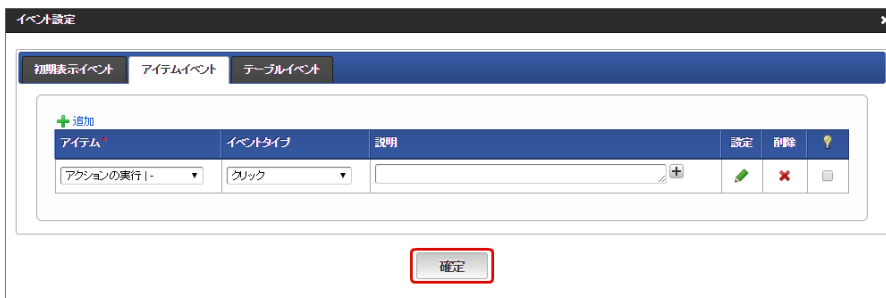 イベント設定
初期表示イベント アイテムイベント テーブルイベント
追加
アイテム* イベントタイプ 説明 設定 削除
アクションの実行 | - クリック
確定